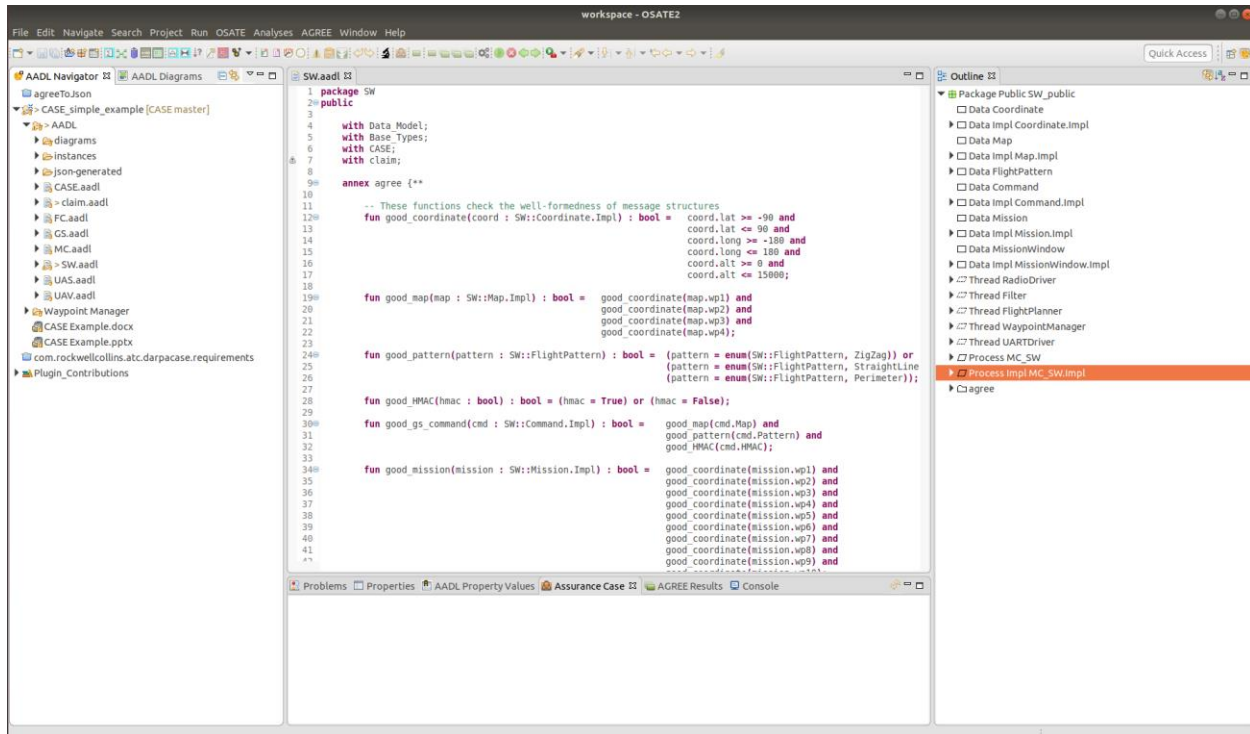 workspace - OSATE2
File Edit Navigate Search Project Run OSATE Analyses AGREE Window Help
Quick Access
AADL Navigator
AADL Diagrams
agreeToJson
> CASE_simple_example [CASE master]
> AADL
diagrams
instances
json-generated
CASE.aadl
> claim.aadl
FC.aadl
GS.aadl
MC.aadl
> SW.aadl
UAS.aadl
UAV.aadl
Waypoint Manager
CASE Example.docx
CASE Example.pptx
com.rockwellcollins.atc.darpacase.requirements
Plugin_Contributions
SW.aadl
1 package SW
2 public
3
4 with Data_Model;
5 with Base_Types;
6 with CASE;
7 with claim;
8
9 annex agree {**
10
11 -- These functions check the well-formedness of message structures
12 fun good_coordinate(coord : SW::Coordinate.Impl) : bool = coord.lat >= -90 and
13 coord.lat <= 90 and
14 coord.long >= -180 and
15 coord.long <= 180 and
16 coord.alt >= 0 and
17 coord.alt <= 15000;
18
19 fun good_map(map : SW::Map.Impl) : bool = good_coordinate(map.wp1) and
20 good_coordinate(map.wp2) and
21 good_coordinate(map.wp3) and
22 good_coordinate(map.wp4);
23
24 fun good_pattern(pattern : SW::FlightPattern) : bool = (pattern = enum(SW::FlightPattern, ZigZag)) or
25 (pattern = enum(SW::FlightPattern, StraightLine
26 (pattern = enum(SW::FlightPattern, Perimeter));
27
28 fun good_HMAC(hmac : bool) : bool = (hmac = True) or (hmac = False);
29
30 fun good_gs_command(cmd : SW::Command.Impl) : bool = good_map(cmd.Map) and
31 good_pattern(cmd.Pattern) and
32 good_HMAC(cmd.HMAC);
33
34 fun good_mission(mission : SW::Mission.Impl) : bool = good_coordinate(mission.wp1) and
35 good_coordinate(mission.wp2) and
36 good_coordinate(mission.wp3) and
37 good_coordinate(mission.wp4) and
38 good_coordinate(mission.wp5) and
39 good_coordinate(mission.wp6) and
40 good_coordinate(mission.wp7) and
41 good_coordinate(mission.wp8) and
good_coordinate(mission.wp9) and
Problems
Properties
AADL Property Values
Assurance Case
AGREE Results
Console
Outline
Package Public SW_public
Data Coordinate
Data Impl Coordinate.Impl
Data Map
Data Impl Map.Impl
Data FlightPattern
Data Command
Data Impl Command.Impl
Data Mission
Data Impl Mission.Impl
Data MissionWindow
Data Impl MissionWindow.Impl
Thread RadioDriver
Thread Filter
Thread FlightPlanner
Thread WaypointManager
Thread UARTDriver
Process MC_SW
Process Impl MC_SW.Impl
agree